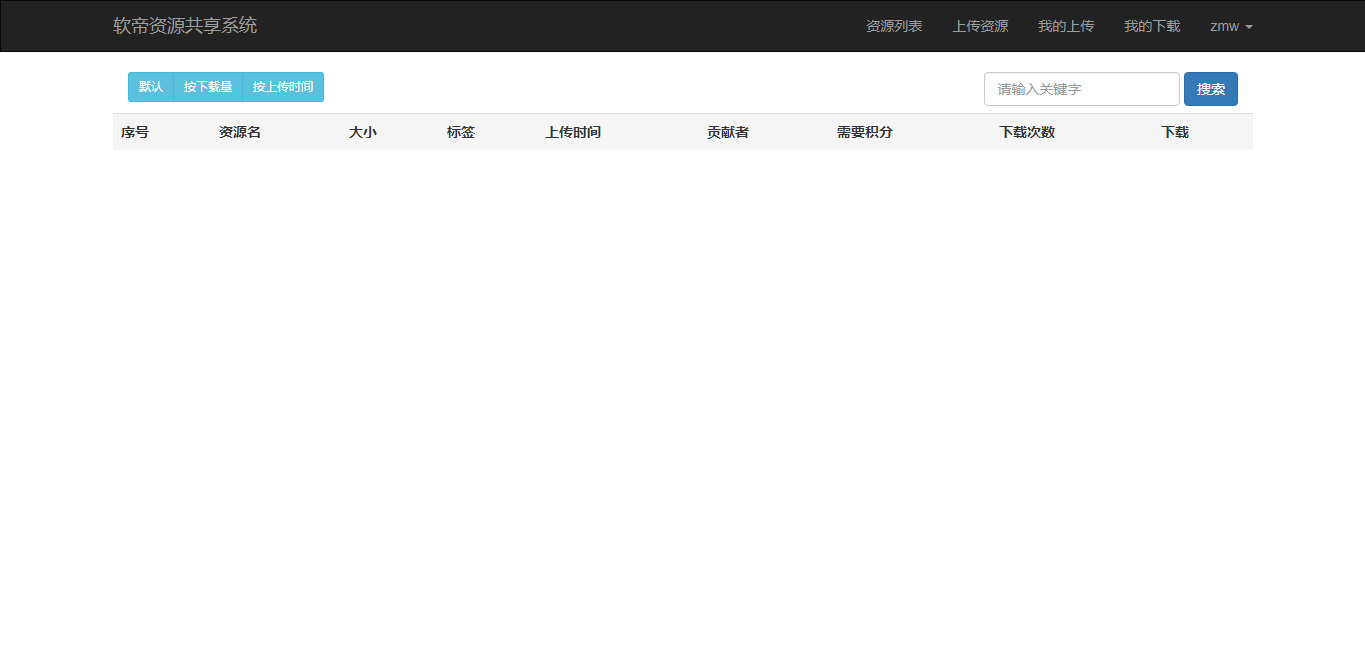 软帝资源共享系统 资源列表 上传资源 我的上传 我的下载 zmw
默认 按下载量 按上传时间 请输入关键字 搜索
序号 资源名 大小 标签 上传时间 贡献者 需要积分 下载次数 下载